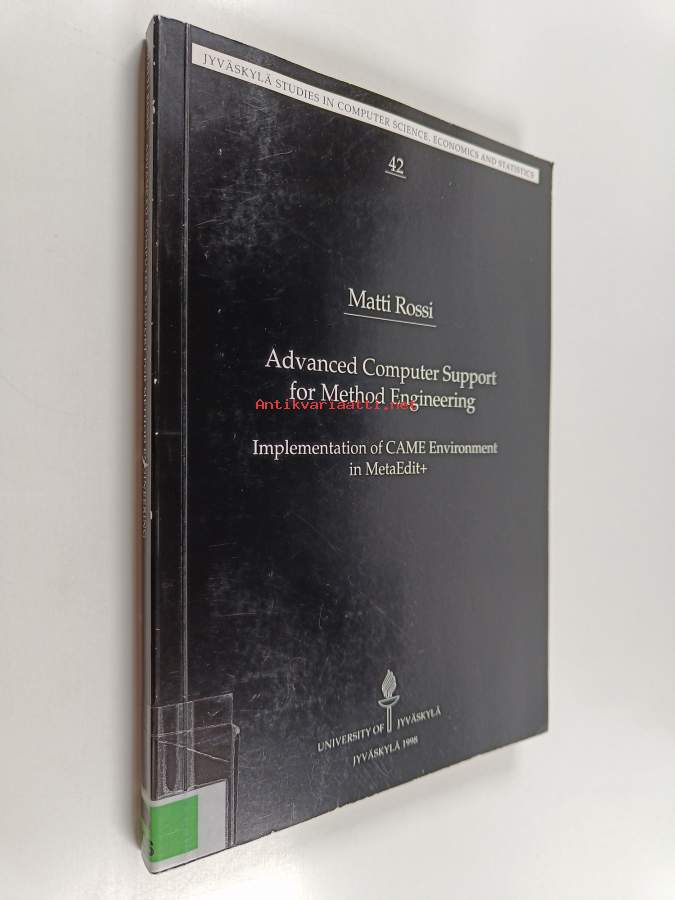 JYVÄSKYLÄ STUDIES IN COMPUTER SCIENCE, ECONOMICS AND STATISTICS
42
Matti Rossi
Advanced Computer Support
for Method Engineering
Antikvariaatti.net
Implementation of CAME Environment
in MetaEdit+
UNIVERSITY OF JYVÄSKYLÄ
JYVÄSKYLÄ 1998